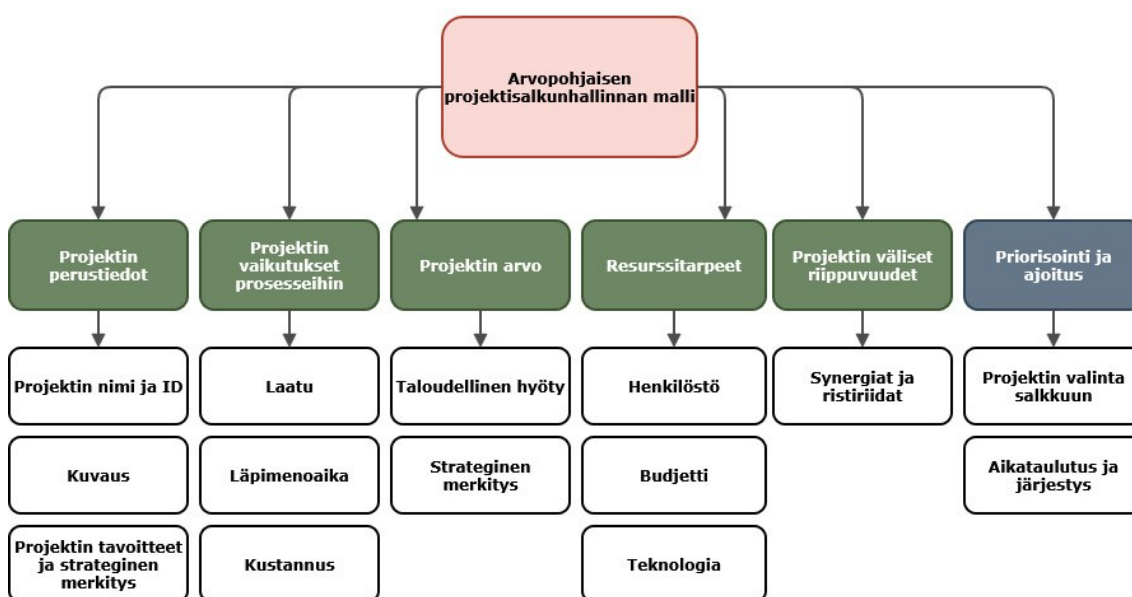 Arvopohjaisen
projektisalkunhallinnan malli
Projektin
perustiedot
Projektin
vaikutukset
prosesseihin
Projektin arvo
Resurssitarpeet
Projektin väliset
riippuvuudet
Priorisointi ja
ajoitus
Projektin nimi ja ID
Laatu
Taloudellinen hyöty
Henkilöstö
Synergiat ja
ristiriidat
Projektin valinta
salkkuun
Kuvaus
Läpimenoaika
Strateginen
merkitys
Budjetti
Aikataulutus ja
järjestys
Projektin tavoitteet
ja strateginen
merkitys
Kustannus
Teknologia